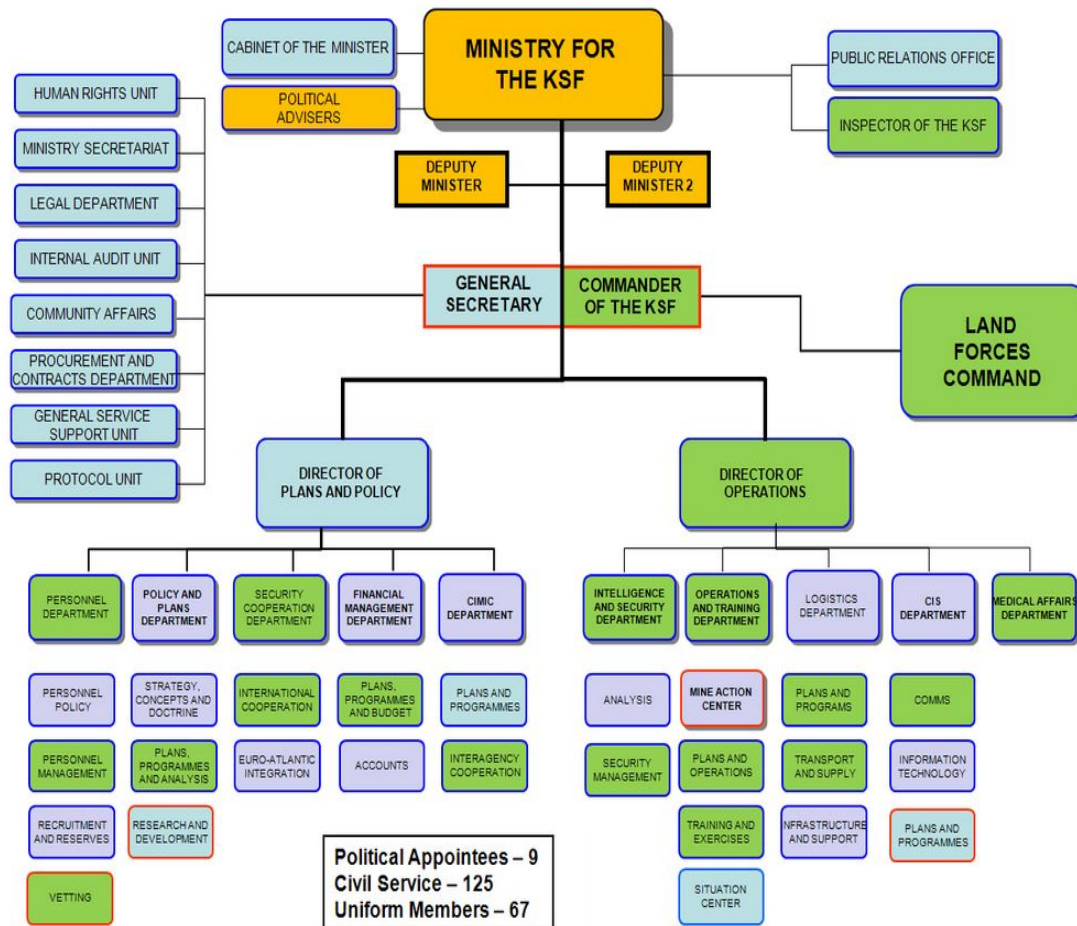 CABINET OF THE MINISTER
POLITICAL
ADVISERS
MINISTRY FOR
THE KSF
PUBLIC RELATIONS OFFICE
INSPECTOR OF THE KSF
HUMAN RIGHTS UNIT
MINISTRY SECRETARIAT
LEGAL DEPARTMENT
INTERNAL AUDIT UNIT
COMMUNITY AFFAIRS
PROCUREMENT AND
CONTRACTS DEPARTMENT
GENERAL SERVICE
SUPPORT UNIT
PROTOCOL UNIT
DEPUTY
MINISTER
DEPUTY
MINISTER 2
GENERAL
SECRETARY
COMMANDER
OF THE KSF
LAND
FORCES
COMMAND
DIRECTOR OF
PLANS AND POLICY
DIRECTOR OF
OPERATIONS
PERSONNEL
DEPARTMENT
POLICY AND
PLANS
DEPARTMENT
SECURITY
COOPERATION
DEPARTMENT
FINANCIAL
MANAGEMENT
DEPARTMENT
CIMIC
DEPARTMENT
INTELLIGENCE
AND SECURITY
DEPARTMENT
OPERATIONS
AND TRAINING
DEPARTMENT
LOGISTICS
DEPARTMENT
CIS
DEPARTMENT
MEDICAL AFFAIRS
DEPARTMENT
PERSONNEL
POLICY
STRATEGY,
CONCEPTS AND
DOCTRINE
INTERNATIONAL
COOPERATION
PLANS,
PROGRAMMES
AND BUDGET
PLANS AND
PROGRAMMES
ANALYSIS
MINE ACTION
CENTER
PLANS AND
PROGRAMS
COMMS
PERSONNEL
MANAGEMENT
PLANS,
PROGRAMMES
AND ANALYSIS
EURO-ATLANTIC
INTEGRATION
ACCOUNTS
INTERAGENCY
COOPERATION
SECURITY
MANAGEMENT
PLANS AND
OPERATIONS
TRANSPORT
AND SUPPLY
INFORMATION
TECHNOLOGY
RECRUITMENT
AND RESERVES
RESEARCH AND
DEVELOPMENT
TRAINING AND
EXERCISES
NFRASTRUCTURE
AND SUPPORT
PLANS AND
PROGRAMMES
VETTING
SITUATION
CENTER
Political Appointees – 9
Civil Service – 125
Uniform Members – 67